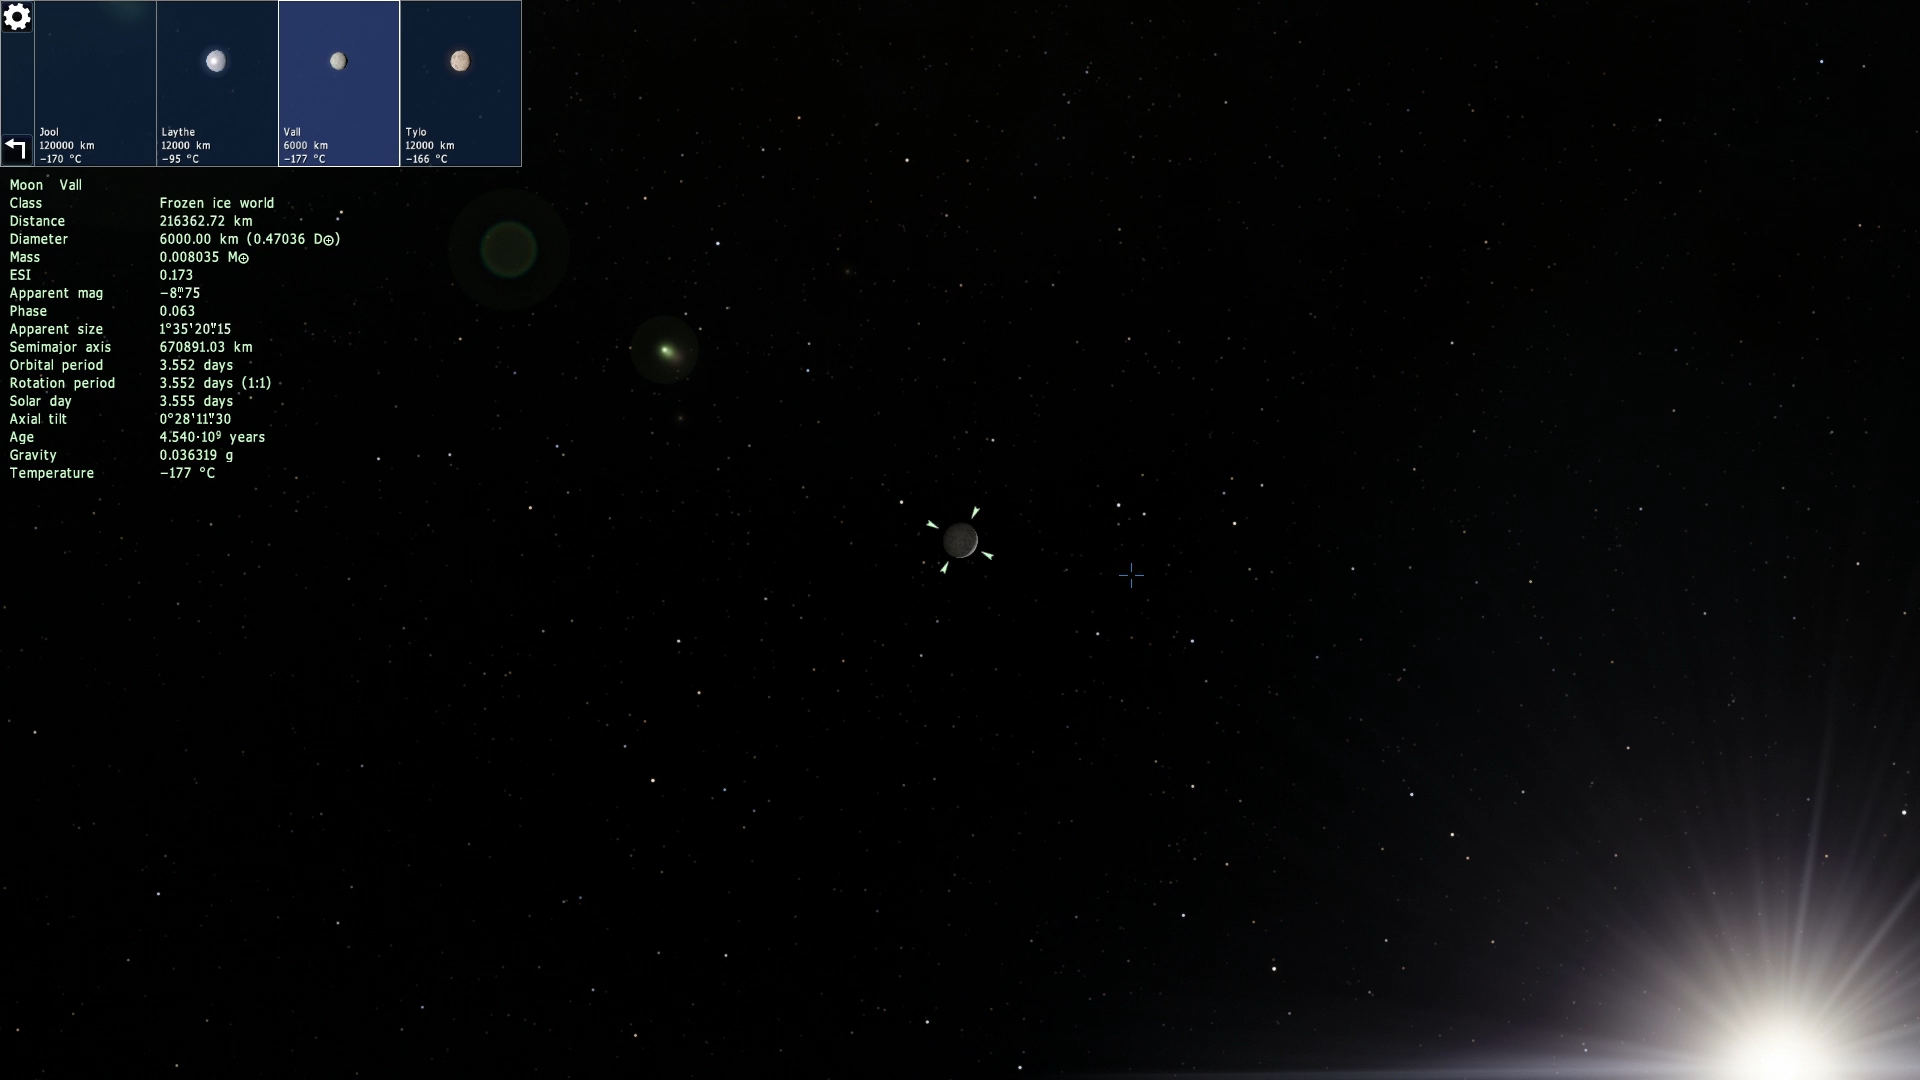 Jool
120000 km
−170 °C
Laythe
12000 km
−95 °C
Vall
6000 km
−177 °C
Tylo
12000 km
−166 °C
Moon Vall
Class Frozen ice world
Distance 216362.72 km
Diameter 6000.00 km (0.47036 D⊕)
Mass 0.008035 M⊕
ESI 0.173
Apparent mag −8ᵐ.75
Phase 0.063
Apparent size 1°35'20".15
Semimajor axis 670891.03 km
Orbital period 3.552 days
Rotation period 3.552 days (1:1)
Solar day 3.555 days
Axial tilt 0°28'11".30
Age 4.540·10⁹ years
Gravity 0.036319 g
Temperature −177 °C